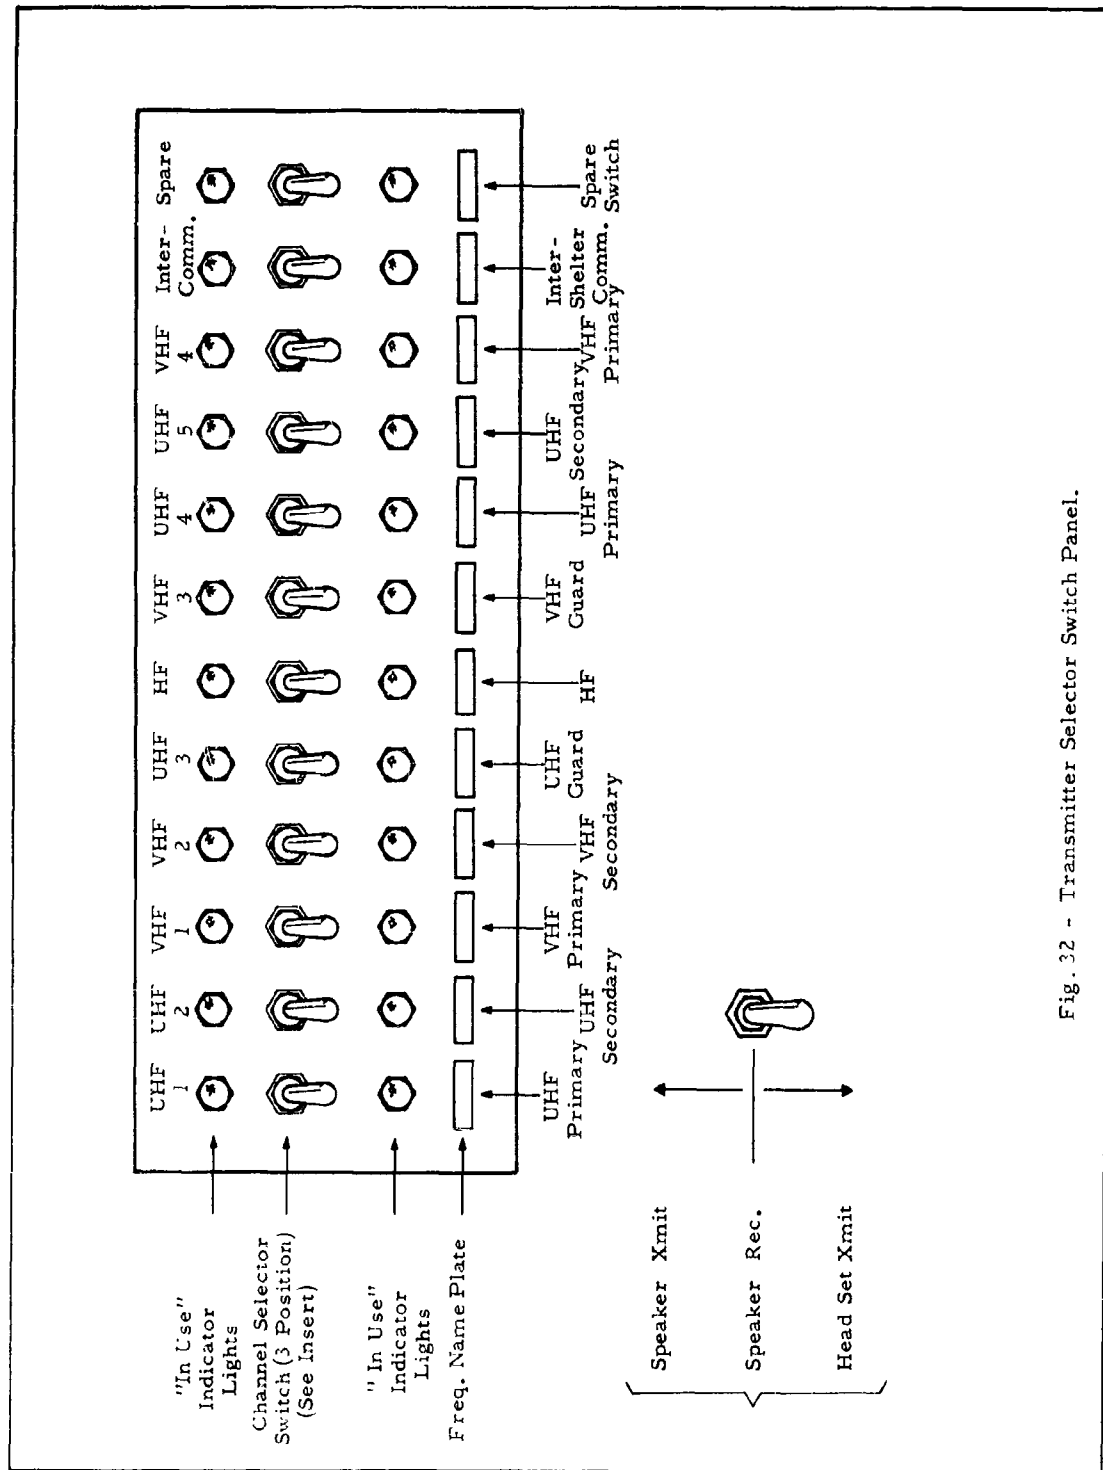 UHF 1
UHF 2
VHF 1
VHF 2
UHF 3
HF
VHF 3
UHF 4
UHF 5
VHF 4
Inter-
Comm.
Spare
"In Use"
Indicator
Lights
Channel Selector
Switch (3 Position)
(See Insert)
"In Use"
Indicator
Lights
Freq. Name Plate
UHF
Primary
UHF
Secondary
VHF
Primary
VHF
Secondary
UHF
Guard
HF
VHF
Guard
UHF
Primary
UHF
Secondary
VHF
Primary
Inter-
Shelter
Comm.
Spare
Switch
Speaker Xmit
Speaker Rec.
Head Set Xmit
Fig. 32 - Transmitter Selector Switch Panel.